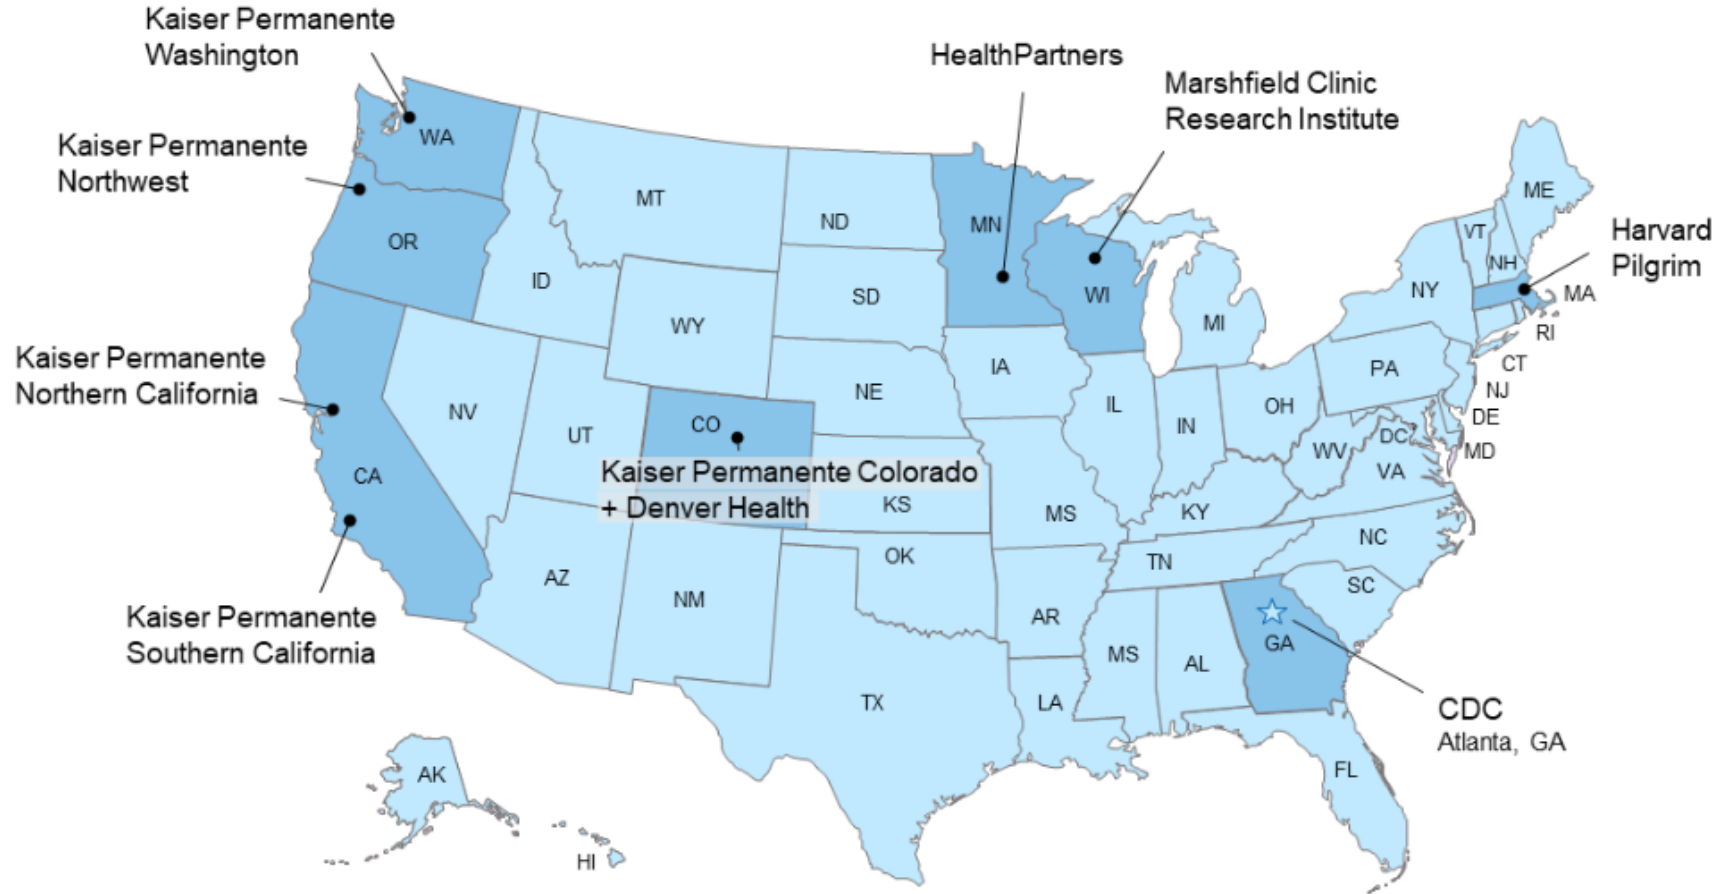 Kaiser Permanente
Washington
HealthPartners
Marshfield Clinic
Research Institute
Kaiser Permanente
Northwest
WA
MT
ND
MN
ME
VT
NH
Harvard
Pilgrim
OR
ID
SD
WI
NY
MA
WY
MI
RI
Kaiser Permanente
Northern California
IA
PA
CT
NE
NJ
NV
UT
CO
IL
IN
OH
DE
WV
DC
MD
VA
CA
Kaiser Permanente Colorado
+ Denver Health
KS
MS
KY
NC
OK
TN
AZ
NM
AR
SC
GA
Kaiser Permanente
Southern California
MS
AL
TX
LA
CDC
Atlanta, GA
FL
AK
HI